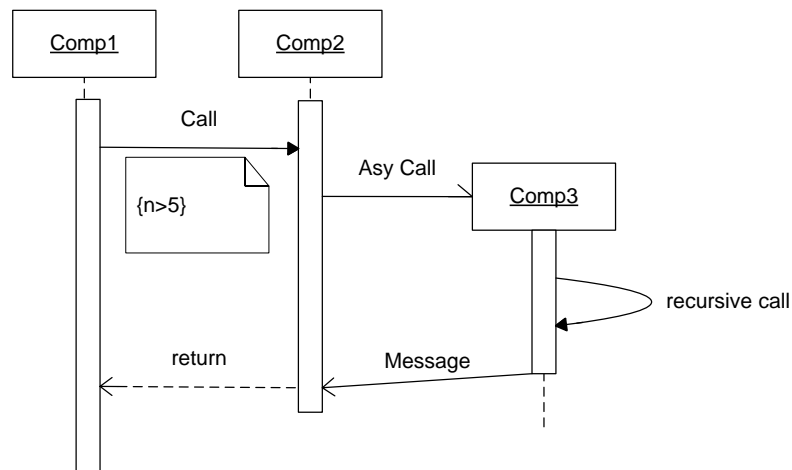 Comp1
Comp2
Call
Asy Call
Comp3
{n>5}
recursive call
return
Message